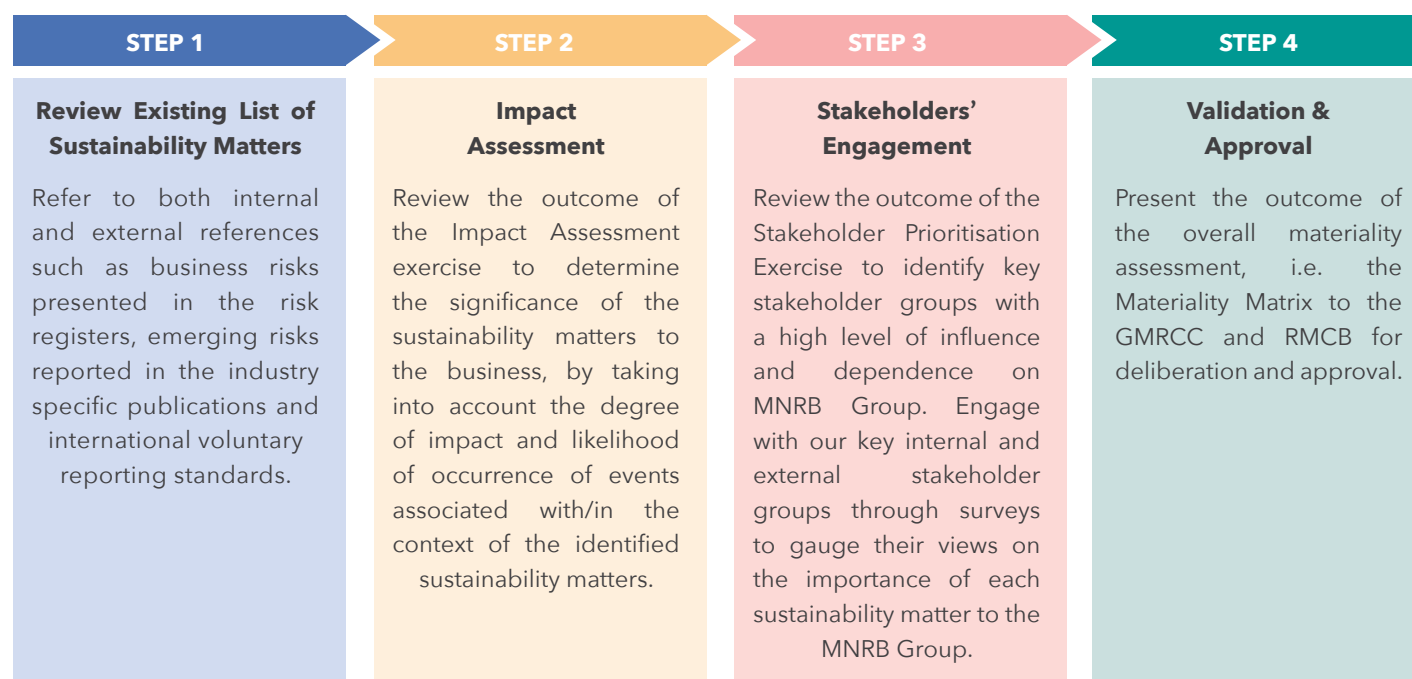 STEP 1
Review Existing List of
Sustainability Matters
Refer to both internal
and external references
such as business risks
presented in the risk
registers, emerging risks
reported in the industry
specific publications and
international voluntary
reporting standards.
STEP 2
Impact
Assessment
Review the outcome of
the Impact Assessment
exercise to determine
the significance of the
sustainability matters to
the business, by taking
into account the degree
of impact and likelihood
of occurrence of events
associated with/in the
context of the identified
sustainability matters.
STEP 3
Stakeholders’
Engagement
Review the outcome of the
Stakeholder Prioritisation
Exercise to identify key
stakeholder groups with
a high level of influence
and dependence on
MNRB Group. Engage
with our key internal and
external stakeholder
groups through surveys
to gauge their views on
the importance of each
sustainability matter to the
MNRB Group.
STEP 4
Validation &
Approval
Present the outcome of
the overall materiality
assessment, i.e. the
Materiality Matrix to the
GMRCC and RMCB for
deliberation and approval.